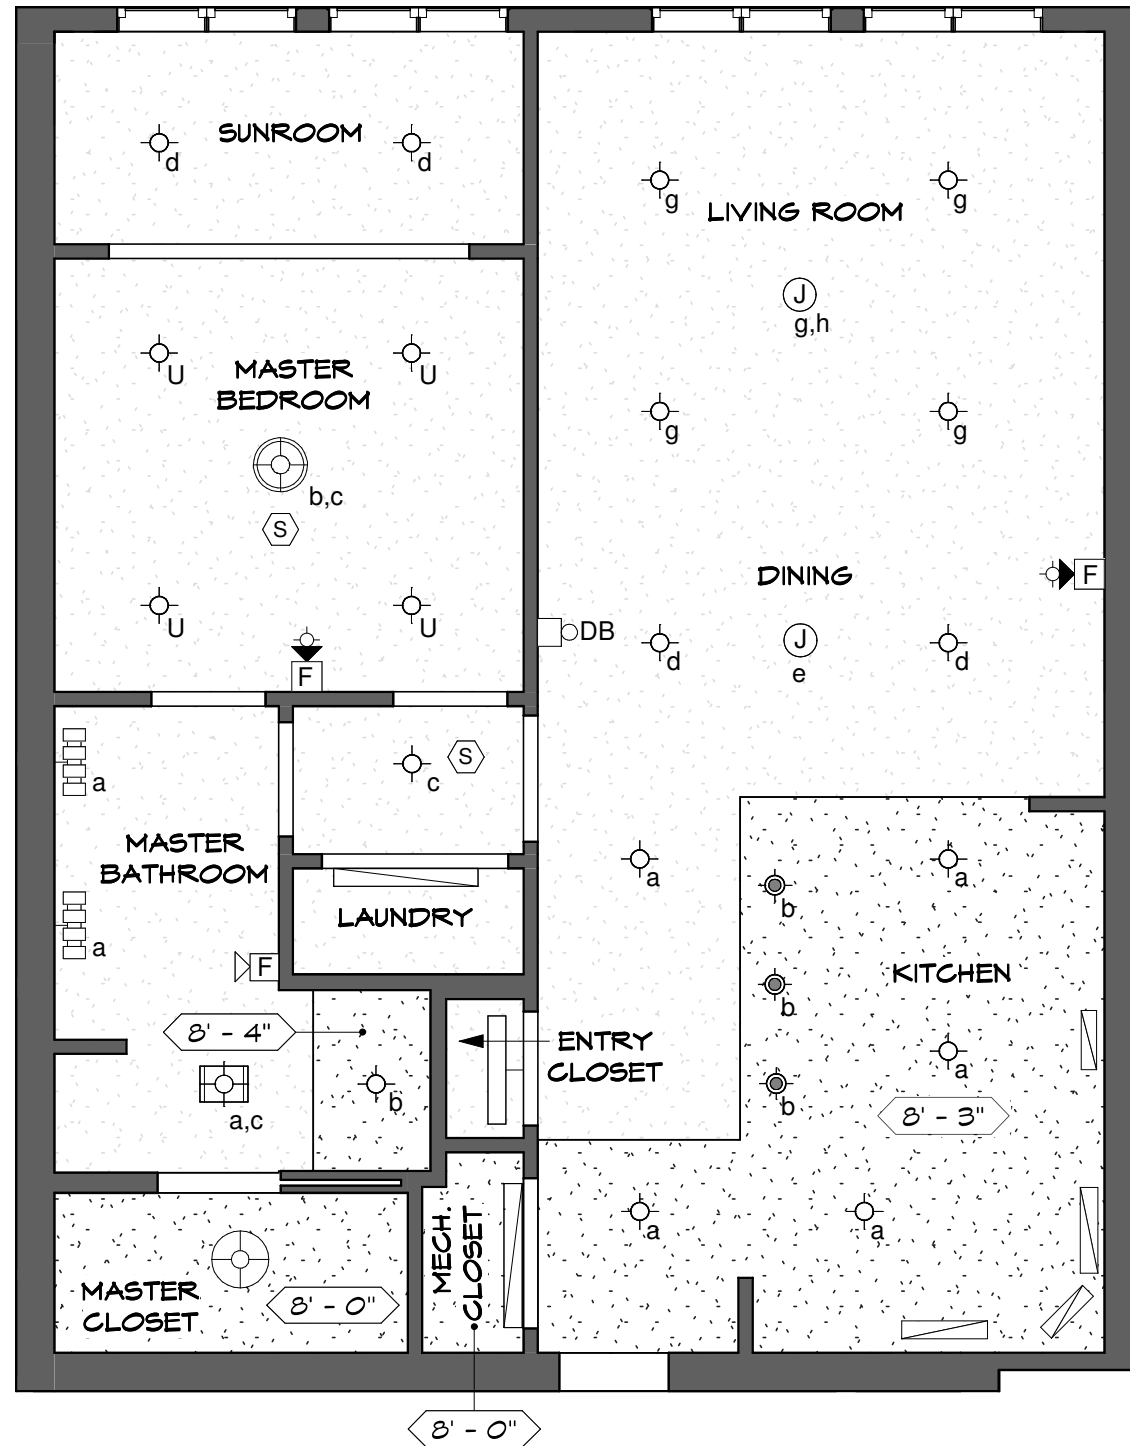 SUNROOM
d
d
g
g
LIVING ROOM
J
g,h
U
U
MASTER
BEDROOM
b,c
S
g
g
DINING
F
U
U
DB
J
d
d
e
F
S
c
a
MASTER
BATHROOM
a
a
a
b
LAUNDRY
a
F
KITCHEN
b
8' - 4"
ENTRY
CLOSET
a
a,c
b
b
8' - 3"
a
a
MECH.
CLOSET
MASTER
CLOSET
8' - 0"
8' - 0"